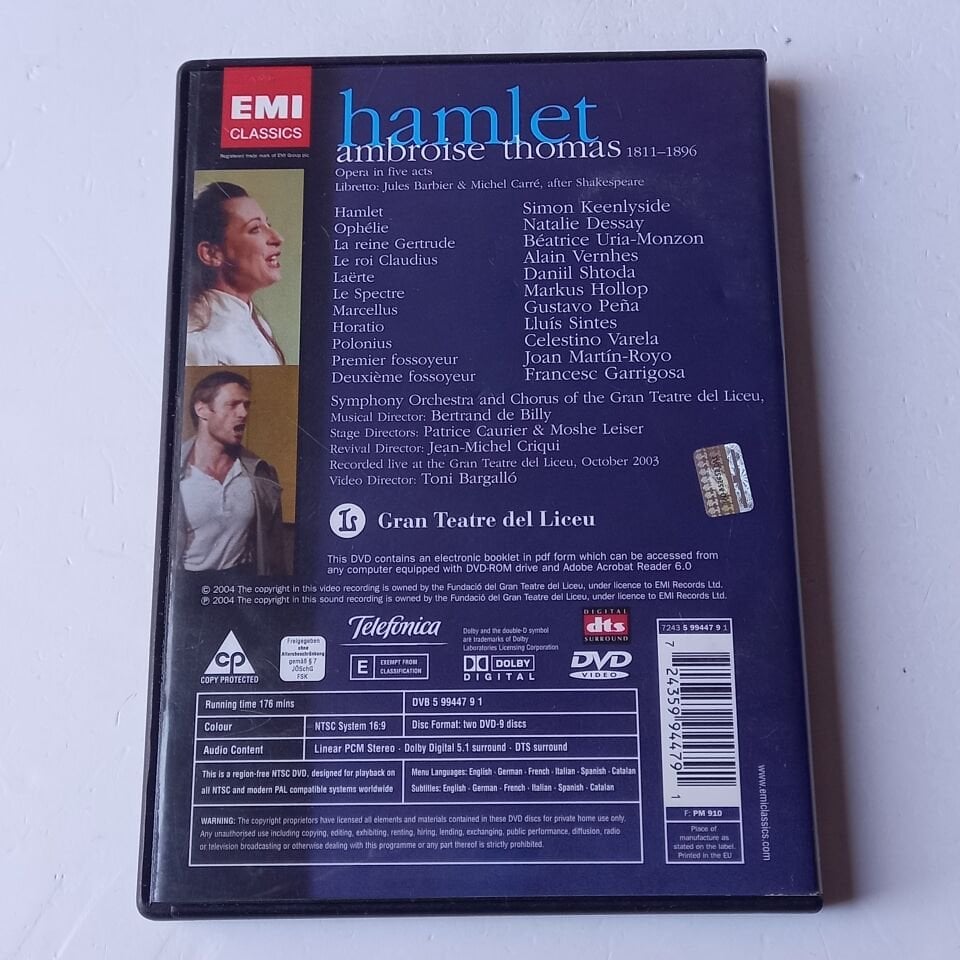 EMI
CLASSICS
Registered trade mark of EMI Group plc
hamlet
ambroise thomas 1811–1896
Opera in five acts
Libretto: Jules Barbier & Michel Carré, after Shakespeare
Hamlet Simon Keenlyside
Ophélie Natalie Dessay
La reine Gertrude Béatrice Uria-Monzon
Le roi Claudius Alain Vernhes
Laërte Daniil Shtoda
Le Spectre Markus Hollop
Marcellus Gustavo Peña
Horatio Lluís Sintes
Polonius Celestino Varela
Premier fossoyeur Joan Martín-Royo
Deuxième fossoyeur Francesc Garrigosa
Symphony Orchestra and Chorus of the Gran Teatre del Liceu,
Musical Director: Bertrand de Billy
Stage Directors: Patrice Caurier & Moshe Leiser
Revival Director: Jean-Michel Criqui
Recorded live at the Gran Teatre del Liceu, October 2003
Video Director: Toni Bargalló
Gran Teatre del Liceu
This DVD contains an electronic booklet in pdf form which can be accessed from
any computer equipped with DVD-ROM drive and Adobe Acrobat Reader 6.0
© 2004 The copyright in this video recording is owned by the Fundació del Gran Teatre del Liceu, under licence to EMI Records Ltd.
℗ 2004 The copyright in this sound recording is owned by the Fundació del Gran Teatre del Liceu, under licence to EMI Records Ltd.
CP
COPY PROTECTED
Freigegeben
ohne
Altersbeschränkung
gemäß § 7
JÖSchG
FSK
Telefónica
E EXEMPT FROM
CLASSIFICATION
Dolby and the double-D symbol
are trademarks of Dolby
Laboratories Licensing Corporation
DOLBY
DIGITAL
DIGITAL
dts
SURROUND
DVD
VIDEO
7243 5 99447 9 1
7 24359 94479 1
F: PM 910
Place of
manufacture as
stated on the label.
Printed in the EU
www.emiclassics.com
Running time 176 mins DVB 5 99447 9 1
Colour NTSC System 16:9 Disc Format: two DVD-9 discs
Audio Content Linear PCM Stereo · Dolby Digital 5.1 surround · DTS surround
This is a region-free NTSC DVD, designed for playback on
all NTSC and modern PAL compatible systems worldwide
Menu Languages: English · German · French · Italian · Spanish · Catalan
Subtitles: English · German · French · Italian · Spanish · Catalan
WARNING: The copyright proprietors have licensed all elements and materials contained in these DVD discs for private home use only.
Any unauthorised use including copying, editing, exhibiting, renting, hiring, lending, exchanging, public performance, diffusion, radio
or television broadcasting or otherwise dealing with this programme or any part thereof is strictly prohibited.